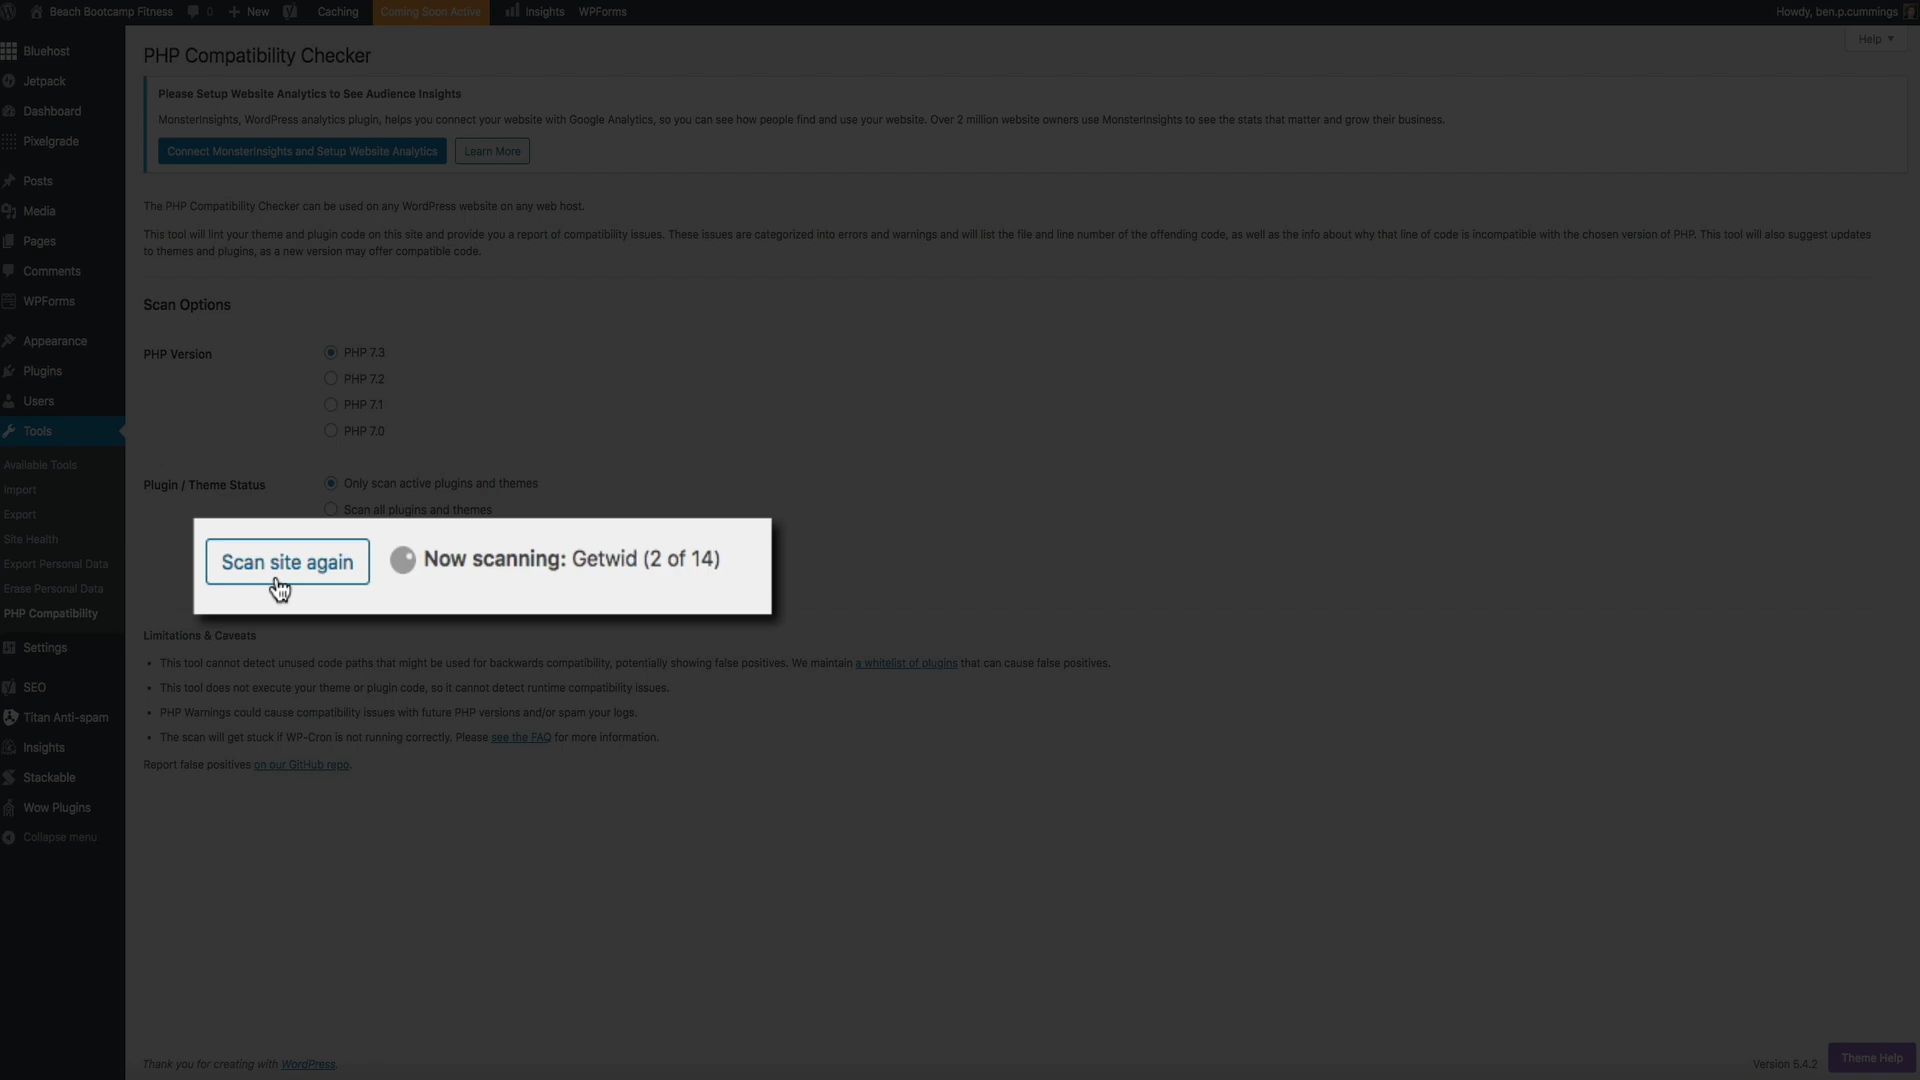 Beach Bootcamp Fitness 0 New Caching Coming Soon Active Insights WPForms Howdy, ben.p.cummings
Help
Bluehost
Jetpack
Dashboard
Pixelgrade
Posts
Media
Pages
Comments
WPForms
Appearance
Plugins
Users
Tools
Available Tools
Import
Export
Site Health
Export Personal Data
Erase Personal Data
PHP Compatibility
Settings
SEO
Titan Anti-spam
Insights
Stackable
Wow Plugins
Collapse menu
PHP Compatibility Checker
Please Setup Website Analytics to See Audience Insights
MonsterInsights, WordPress analytics plugin, helps you connect your website with Google Analytics, so you can see how people find and use your website. Over 2 million website owners use MonsterInsights to see the stats that matter and grow their business.
Connect MonsterInsights and Setup Website Analytics Learn More
The PHP Compatibility Checker can be used on any WordPress website on any web host.
This tool will lint your theme and plugin code on this site and provide you a report of compatibility issues. These issues are categorized into errors and warnings and will list the file and line number of the offending code, as well as the info about why that line of code is incompatible with the chosen version of PHP. This tool will also suggest updates
to themes and plugins, as a new version may offer compatible code.
Scan Options
PHP Version PHP 7.3
PHP 7.2
PHP 7.1
PHP 7.0
Plugin / Theme Status Only scan active plugins and themes
Scan all plugins and themes
Scan site again Now scanning: Getwid (2 of 14)
Limitations & Caveats
• This tool cannot detect unused code paths that might be used for backwards compatibility, potentially showing false positives. We maintain a whitelist of plugins that can cause false positives.
• This tool does not execute your theme or plugin code, so it cannot detect runtime compatibility issues.
• PHP Warnings could cause compatibility issues with future PHP versions and/or spam your logs.
• The scan will get stuck if WP-Cron is not running correctly. Please see the FAQ for more information.
Report false positives on our GitHub repo.
Thank you for creating with WordPress. Version 5.4.2 Theme Help